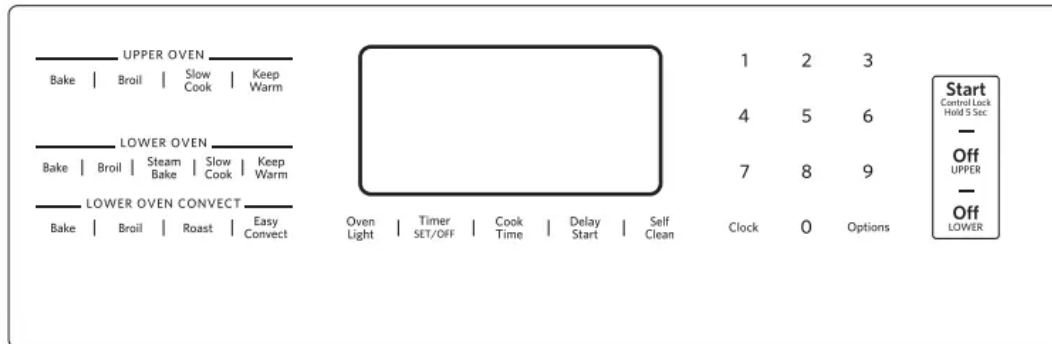 UPPER OVEN
Bake | Broil | Slow Cook | Keep Warm
LOWER OVEN
Bake | Broil | Steam Bake | Slow Cook | Keep Warm
LOWER OVEN CONVECT
Bake | Broil | Roast | Easy Convect
Oven Light | Timer SET/OFF | Cook Time | Delay Start | Self Clean
1 2 3
4 5 6
7 8 9
Clock 0 Options
Start
Control Lock
Hold 5 Sec
Off
UPPER
Off
LOWER